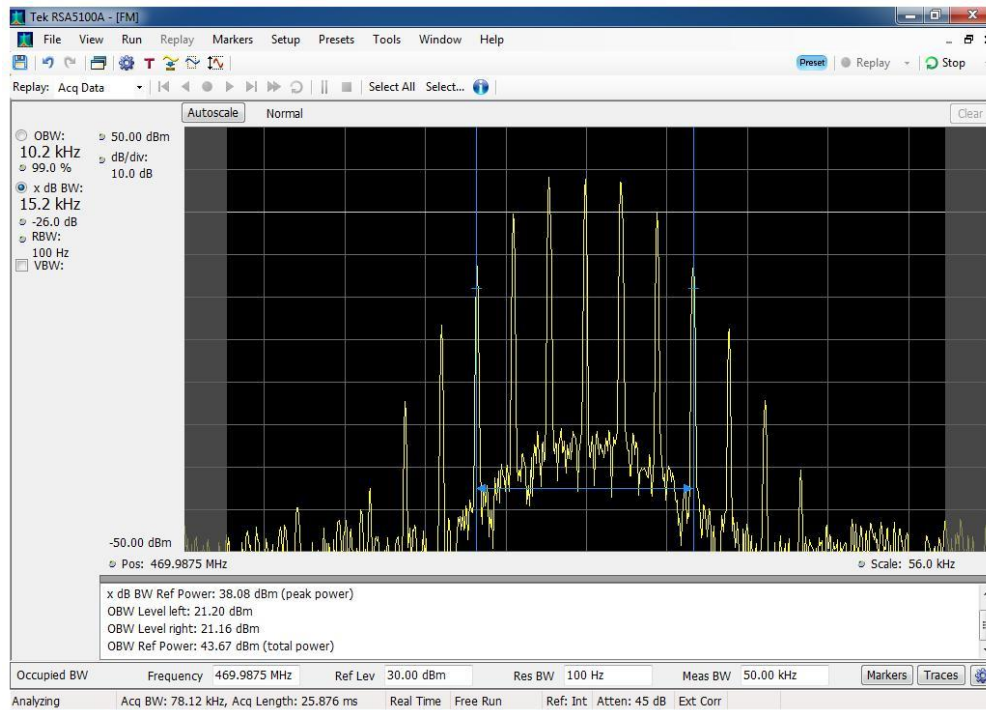 Tek RSA5100A - [FM]
File View Run Replay Markers Setup Presets Tools Window Help
Preset Replay Stop
Replay: Acq Data Select All Select...
Autoscale Normal Clear
OBW:
10.2 kHz
99.0 %
x dB BW:
15.2 kHz
-26.0 dB
RBW:
100 Hz
VBW:
50.00 dBm
dB/div:
10.0 dB
-50.00 dBm
Pos: 469.9875 MHz Scale: 56.0 kHz
x dB BW Ref Power: 38.08 dBm (peak power)
OBW Level left: 21.20 dBm
OBW Level right: 21.16 dBm
OBW Ref Power: 43.67 dBm (total power)
Occupied BW Frequency 469.9875 MHz Ref Lev 30.00 dBm Res BW 100 Hz Meas BW 50.00 kHz Markers Traces
Analyzing Acq BW: 78.12 kHz, Acq Length: 25.876 ms Real Time Free Run Ref: Int Atten: 45 dB Ext Corr